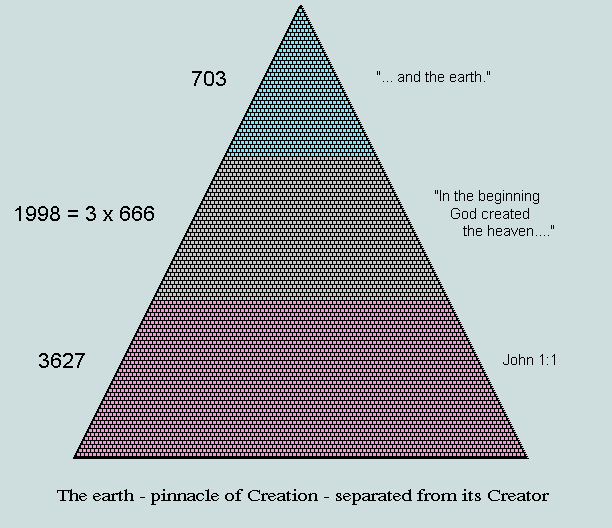 703
"... and the earth."
1998 = 3 x 666
"In the beginning
God created
the heaven...."
3627
John 1:1
The earth - pinnacle of Creation - separated from its Creator